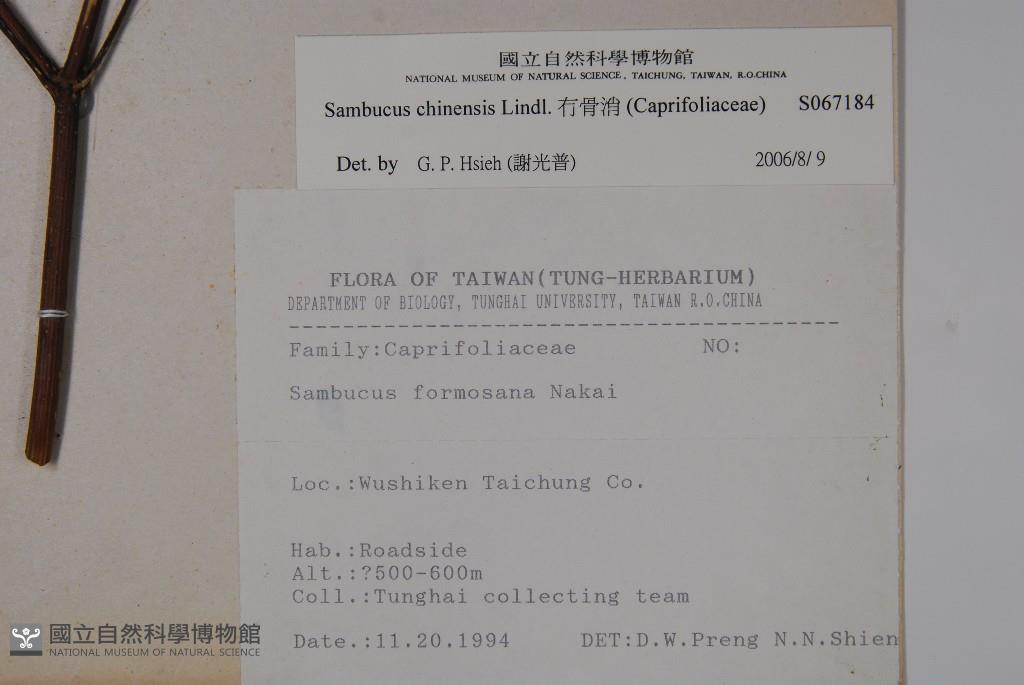 國立自然科學博物館
NATIONAL MUSEUM OF NATURAL SCIENCE, TAICHUNG, TAIWAN, R.O.CHINA
Sambucus chinensis Lindl. 冇骨消 (Caprifoliaceae) S067184
Det. by G. P. Hsieh (謝光普) 2006/8/ 9
FLORA OF TAIWAN(TUNG-HERBARIUM)
DEPARTMENT OF BIOLOGY, TUNGHAI UNIVERSITY, TAIWAN R.O.CHINA
Family:Caprifoliaceae NO:
Sambucus formosana Nakai
Loc.:Wushiken Taichung Co.
Hab.:Roadside
Alt.:?500-600m
Coll.:Tunghai collecting team
Date.:11.20.1994 DET:D.W.Preng N.N.Shien
國立自然科學博物館
NATIONAL MUSEUM OF NATURAL SCIENCE